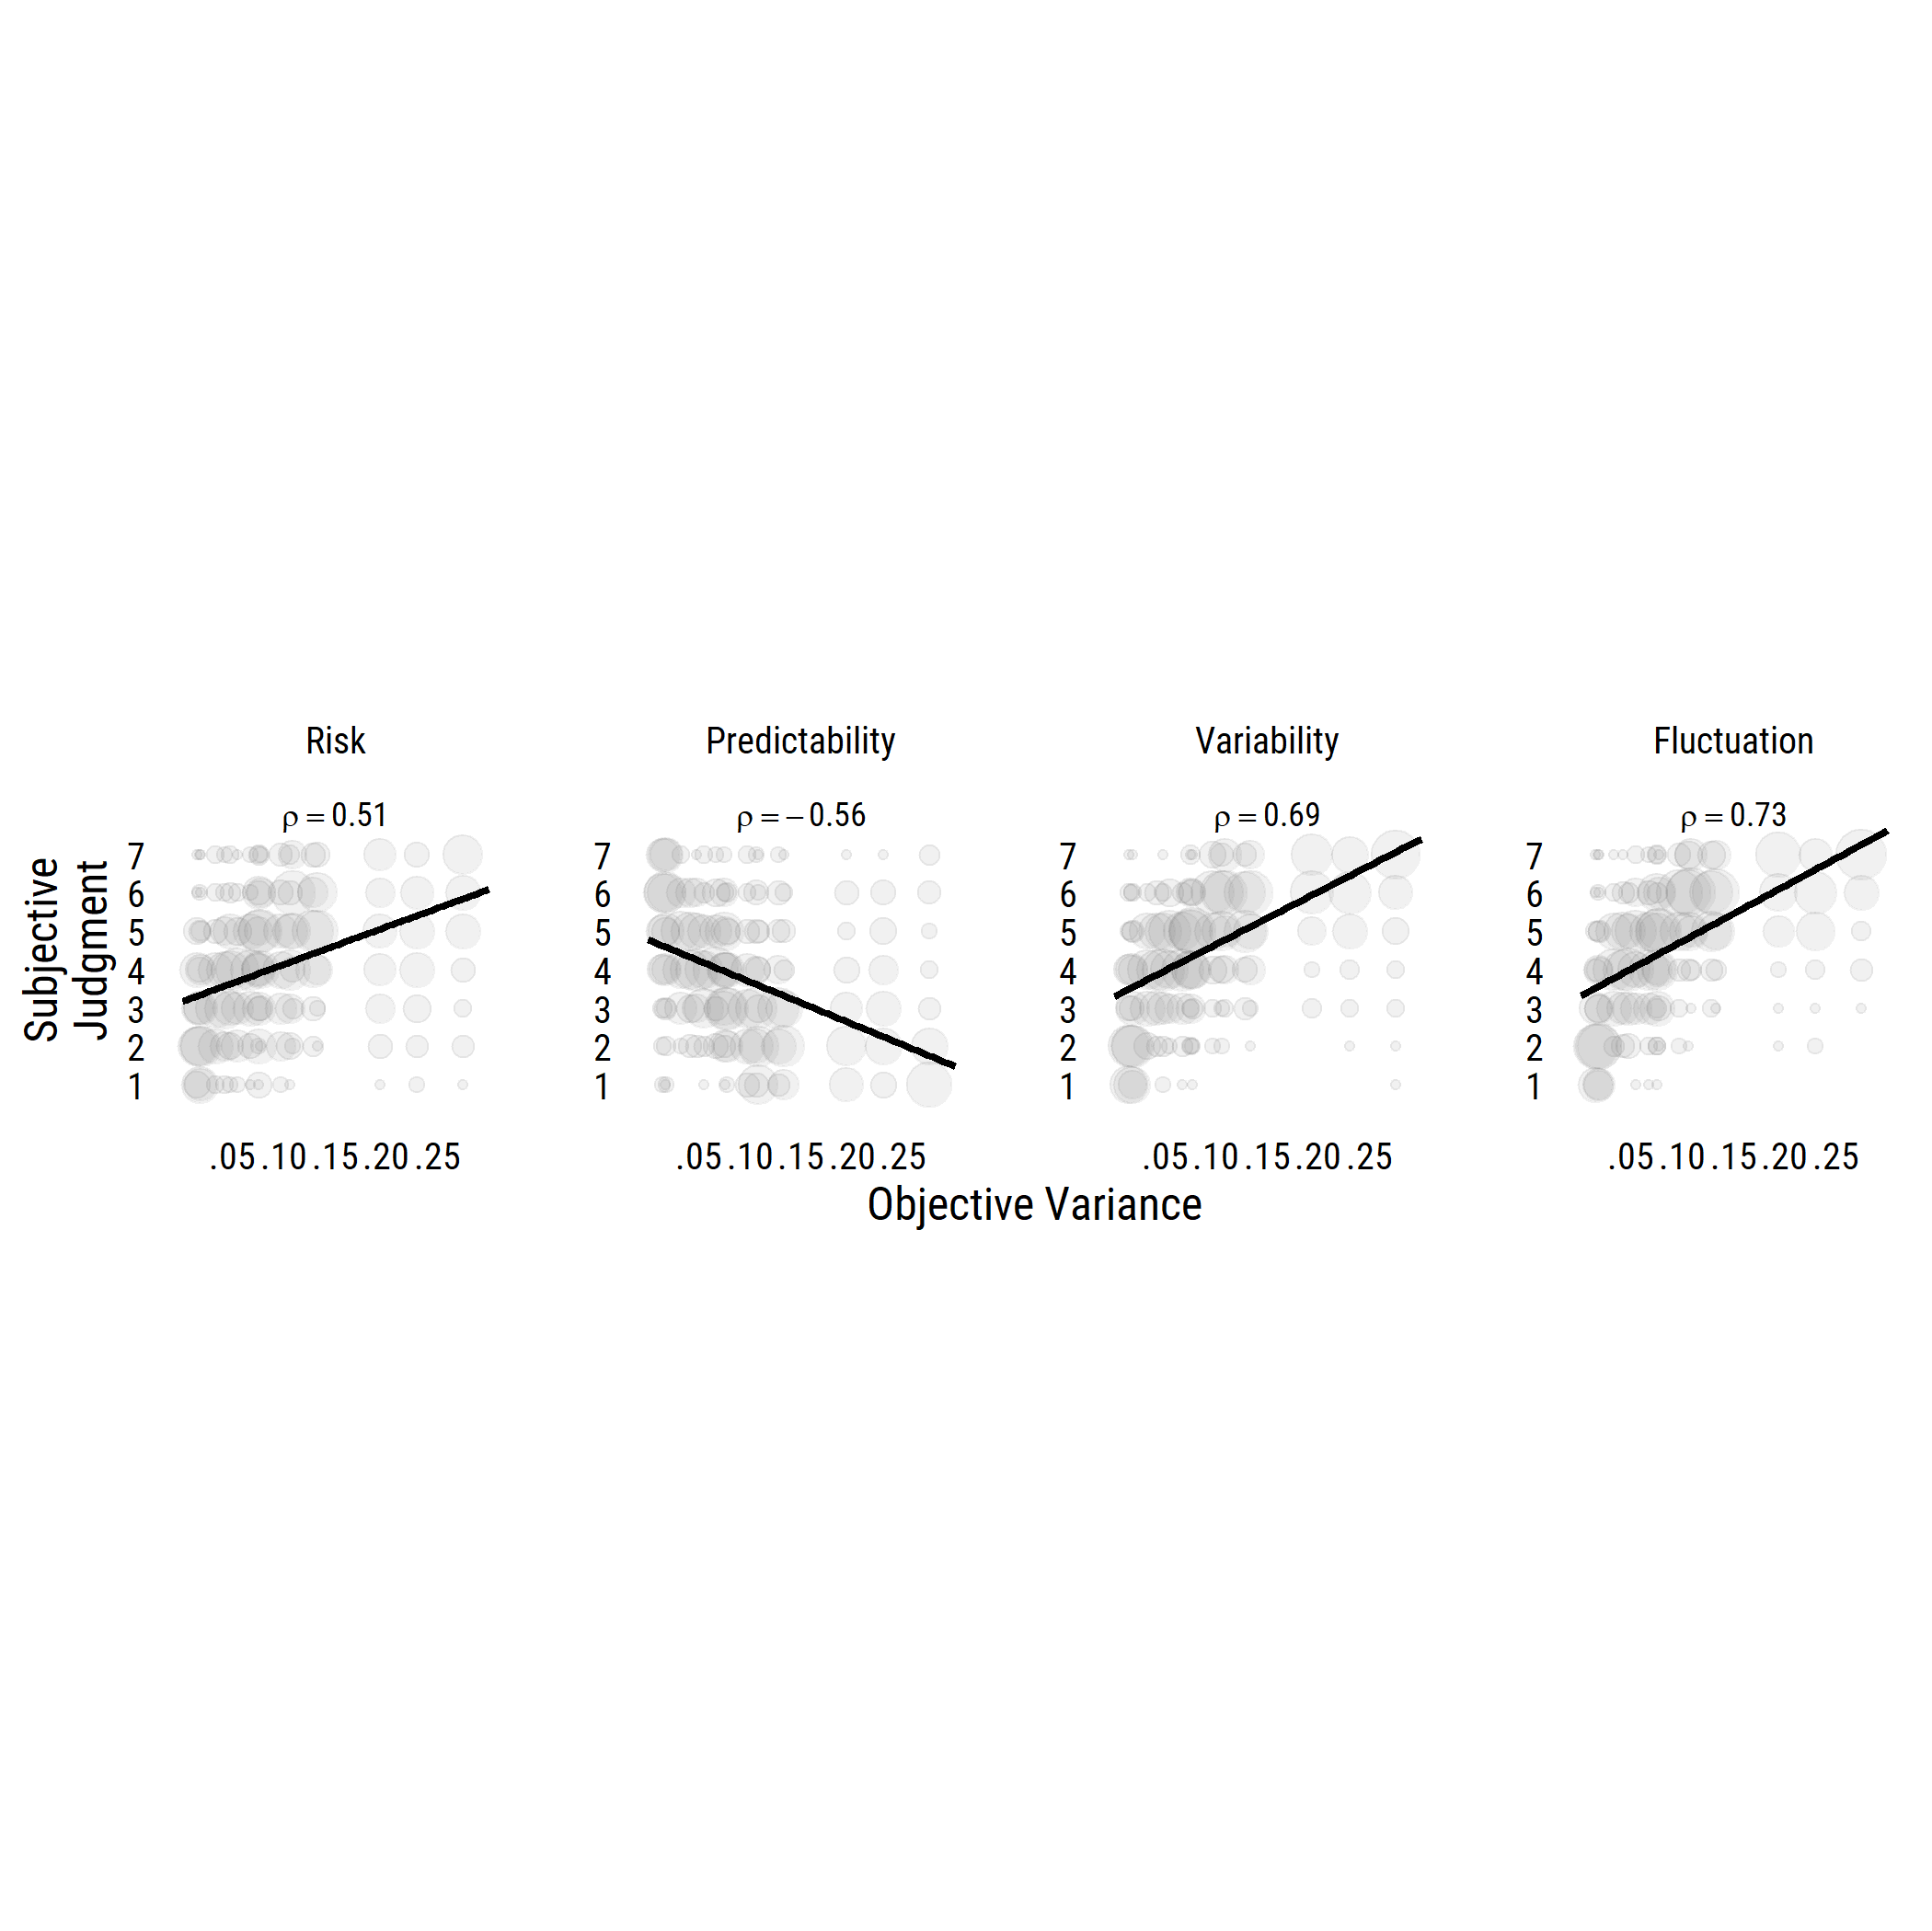 Risk Predictability Variability Fluctuation
ρ = 0.51 ρ = − 0.56 ρ = 0.69 ρ = 0.73
Subjective
Judgment
7 7 7 7
6 6 6 6
5 5 5 5
4 4 4 4
3 3 3 3
2 2 2 2
1 1 1 1
.05 .10 .15 .20 .25 .05 .10 .15 .20 .25 .05 .10 .15 .20 .25 .05 .10 .15 .20 .25
Objective Variance